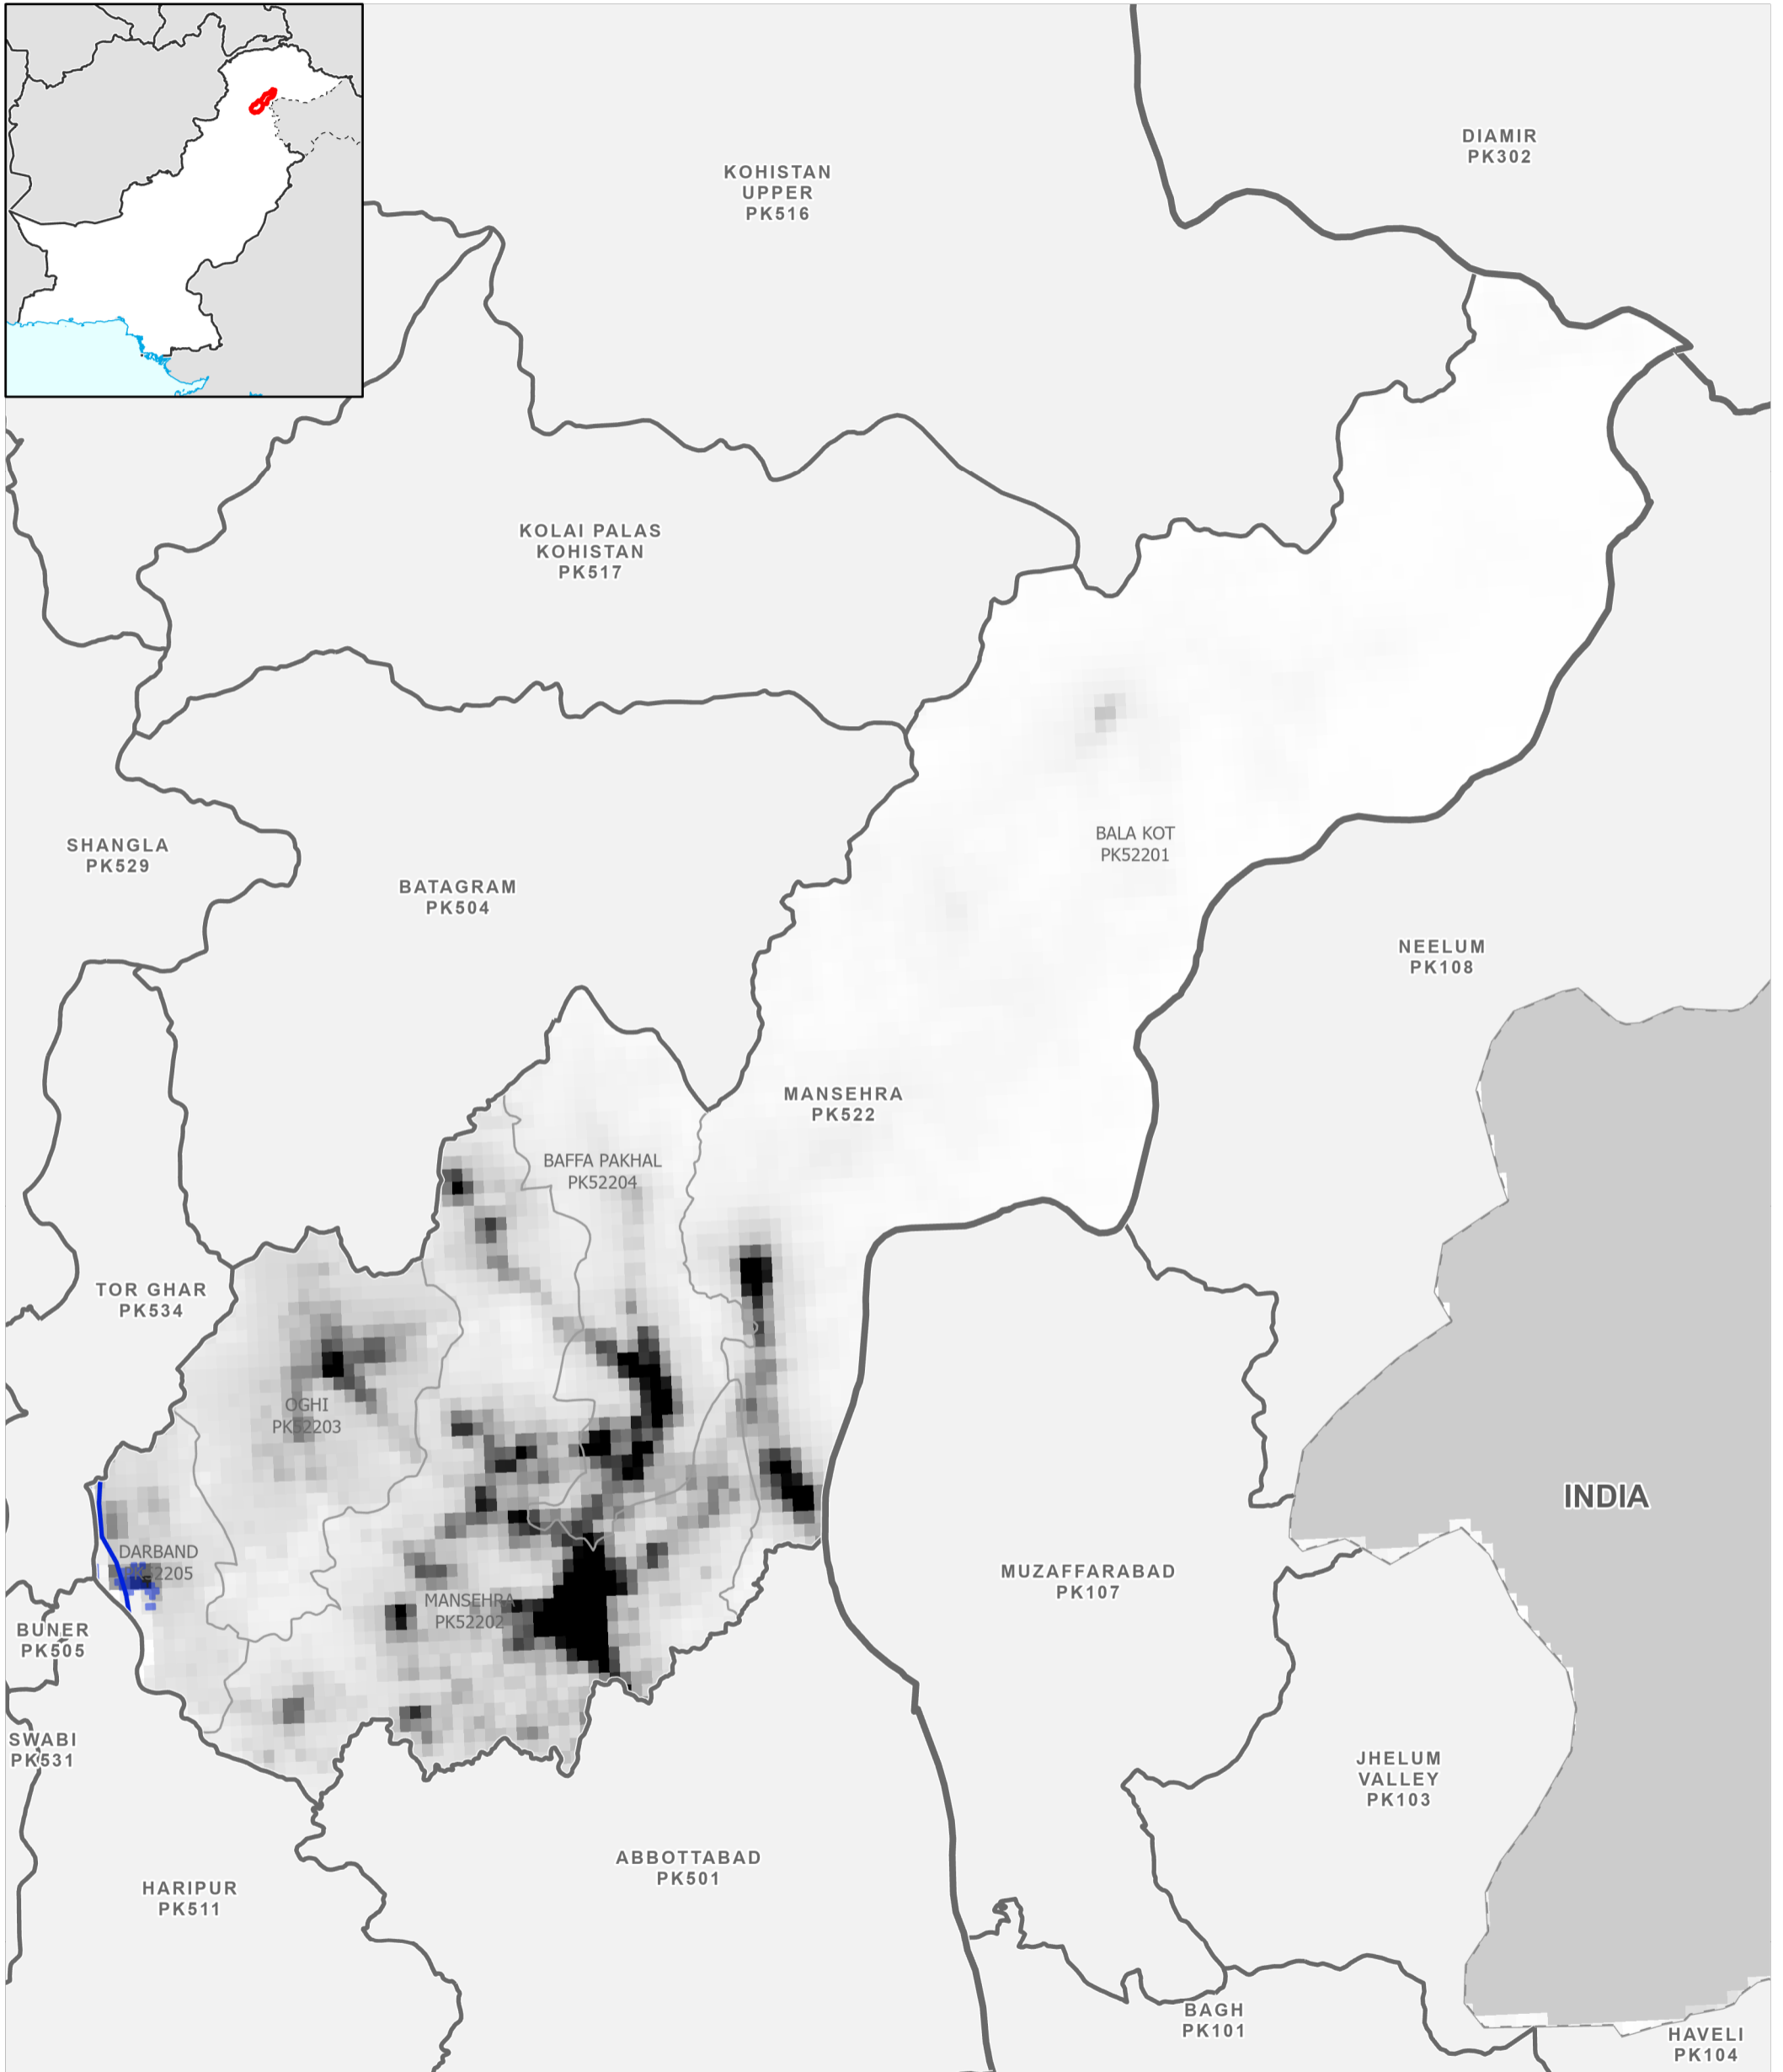 DIAMIR
PK302
KOHISTAN
UPPER
PK516
KOLAI PALAS
KOHISTAN
PK517
BALA KOT
PK52201
SHANGLA
PK529
BATAGRAM
PK504
NEELUM
PK108
MANSEHRA
PK522
BAFFA PAKHAL
PK52204
TOR GHAR
PK534
OGHI
PK52203
INDIA
DARBAND
PK52205
MUZAFFARABAD
PK107
MANSEHRA
PK52202
BUNER
PK505
SWABI
PK531
JHELUM
VALLEY
PK103
ABBOTTABAD
PK501
HARIPUR
PK511
BAGH
PK101
HAVELI
PK104